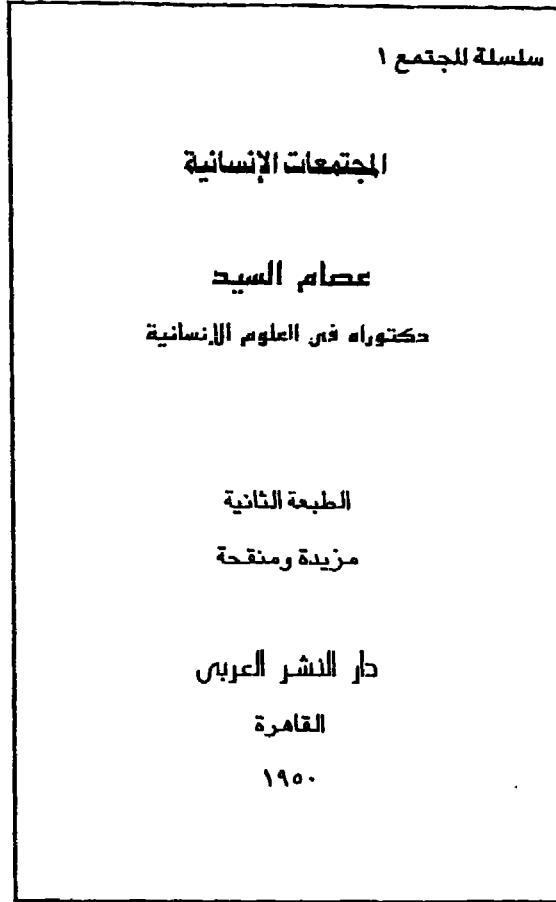 سلسلة المجتمع ١
المجتمعات الإنسانية
عصام السيد
دكتوراه فى العلوم الإنسانية
الطبعة الثانية
مزيدة ومنقحة
دار النشر العربى
القاهرة
١٩٥٠